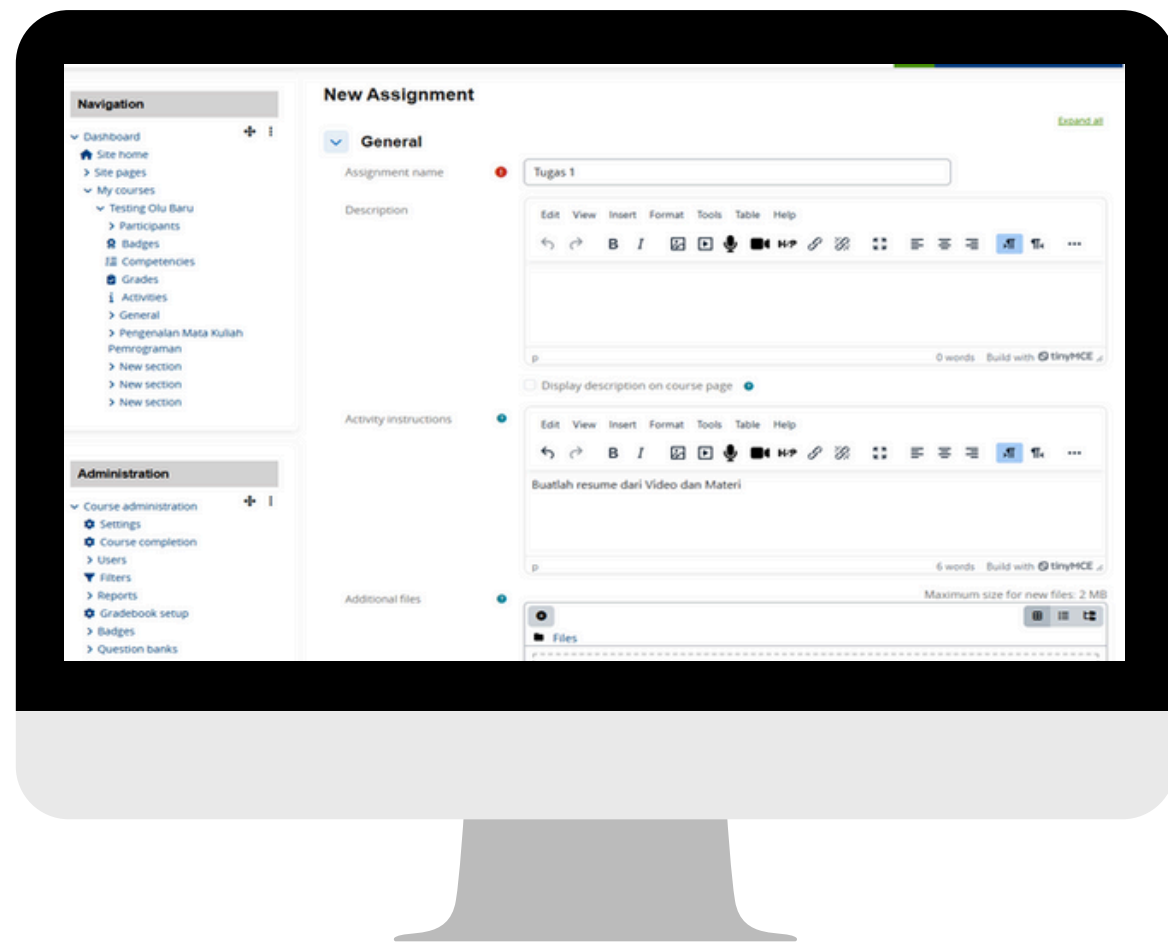 Navigation
Dashboard
Site home
Site pages
My courses
Testing Olu Baru
Participants
Badges
Competencies
Grades
Activities
General
Pengenalan Mata Kuliah
Pemrograman
New section
New section
New section
Administration
Course administration
Settings
Course completion
Users
Filters
Reports
Gradebook setup
Badges
Question banks
New Assignment
Expand all
General
Assignment name
Tugas 1
Description
Edit View Insert Format Tools Table Help
B I H-P
p 0 words Build with tinyMCE
Display description on course page
Activity instructions
Edit View Insert Format Tools Table Help
B I H-P
Buatlah resume dari Video dan Materi
p 6 words Build with tinyMCE
Additional files
Maximum size for new files: 2 MB
Files